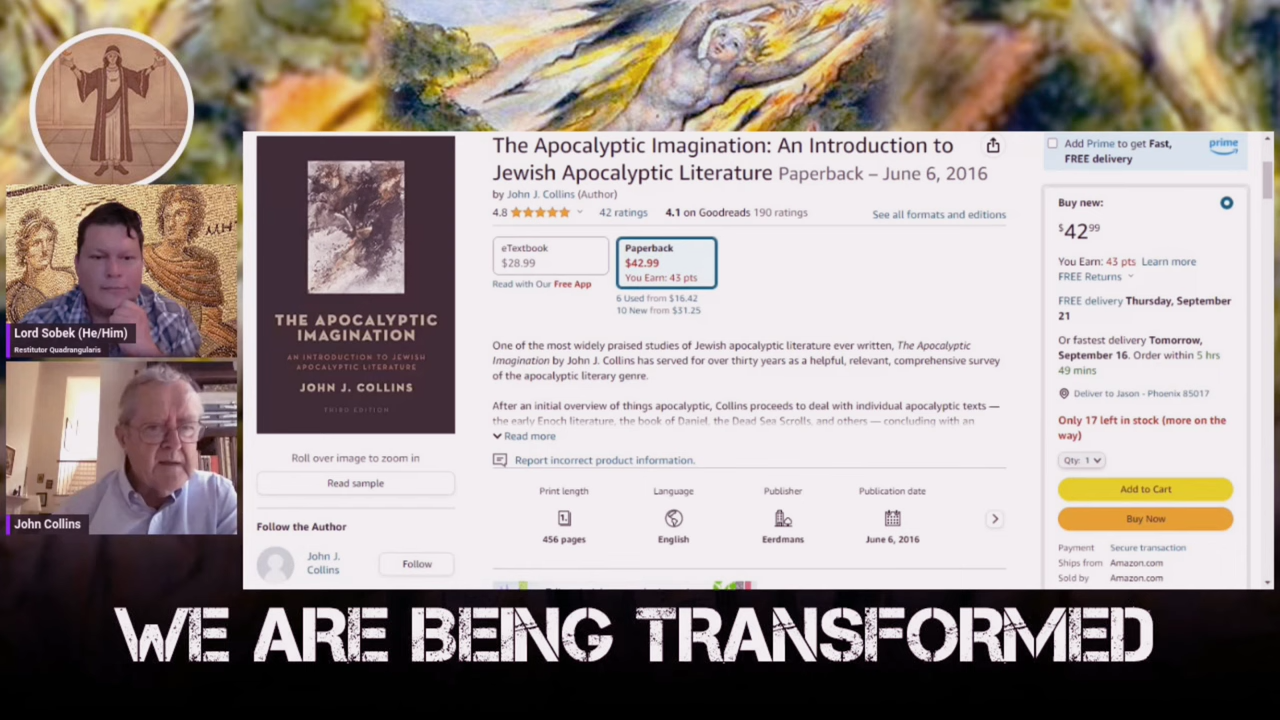 Lord Sobek (He/Him)
Restitutor Quadrangularis
John Collins
THE APOCALYPTIC
IMAGINATION
AN INTRODUCTION TO JEWISH
APOCALYPTIC LITERATURE
JOHN J. COLLINS
THIRD EDITION
Roll over image to zoom in
Read sample
Follow the Author
John J.
Collins
Follow
The Apocalyptic Imagination: An Introduction to
Jewish Apocalyptic Literature Paperback – June 6, 2016
by John J. Collins (Author)
4.8 42 ratings 4.1 on Goodreads 190 ratings See all formats and editions
eTextbook
$28.99
Read with Our Free App
Paperback
$42.99
You Earn: 43 pts
6 Used from $16.42
10 New from $31.25
One of the most widely praised studies of Jewish apocalyptic literature ever written, The Apocalyptic
Imagination by John J. Collins has served for over thirty years as a helpful, relevant, comprehensive survey
of the apocalyptic literary genre.
After an initial overview of things apocalyptic, Collins proceeds to deal with individual apocalyptic texts —
the early Enoch literature, the book of Daniel, the Dead Sea Scrolls, and others — concluding with an
Read more
Report incorrect product information.
Print length Language Publisher Publication date
456 pages English Eerdmans June 6, 2016
Add Prime to get Fast,
FREE delivery
prime
Buy new:
$42 99
You Earn: 43 pts Learn more
FREE Returns
FREE delivery Thursday, September
21
Or fastest delivery Tomorrow,
September 16. Order within 5 hrs
49 mins
Deliver to Jason - Phoenix 85017
Only 17 left in stock (more on the
way)
Qty: 1
Add to Cart
Buy Now
Payment Secure transaction
Ships from Amazon.com
Sold by Amazon.com
WE ARE BEING TRANSFORMED